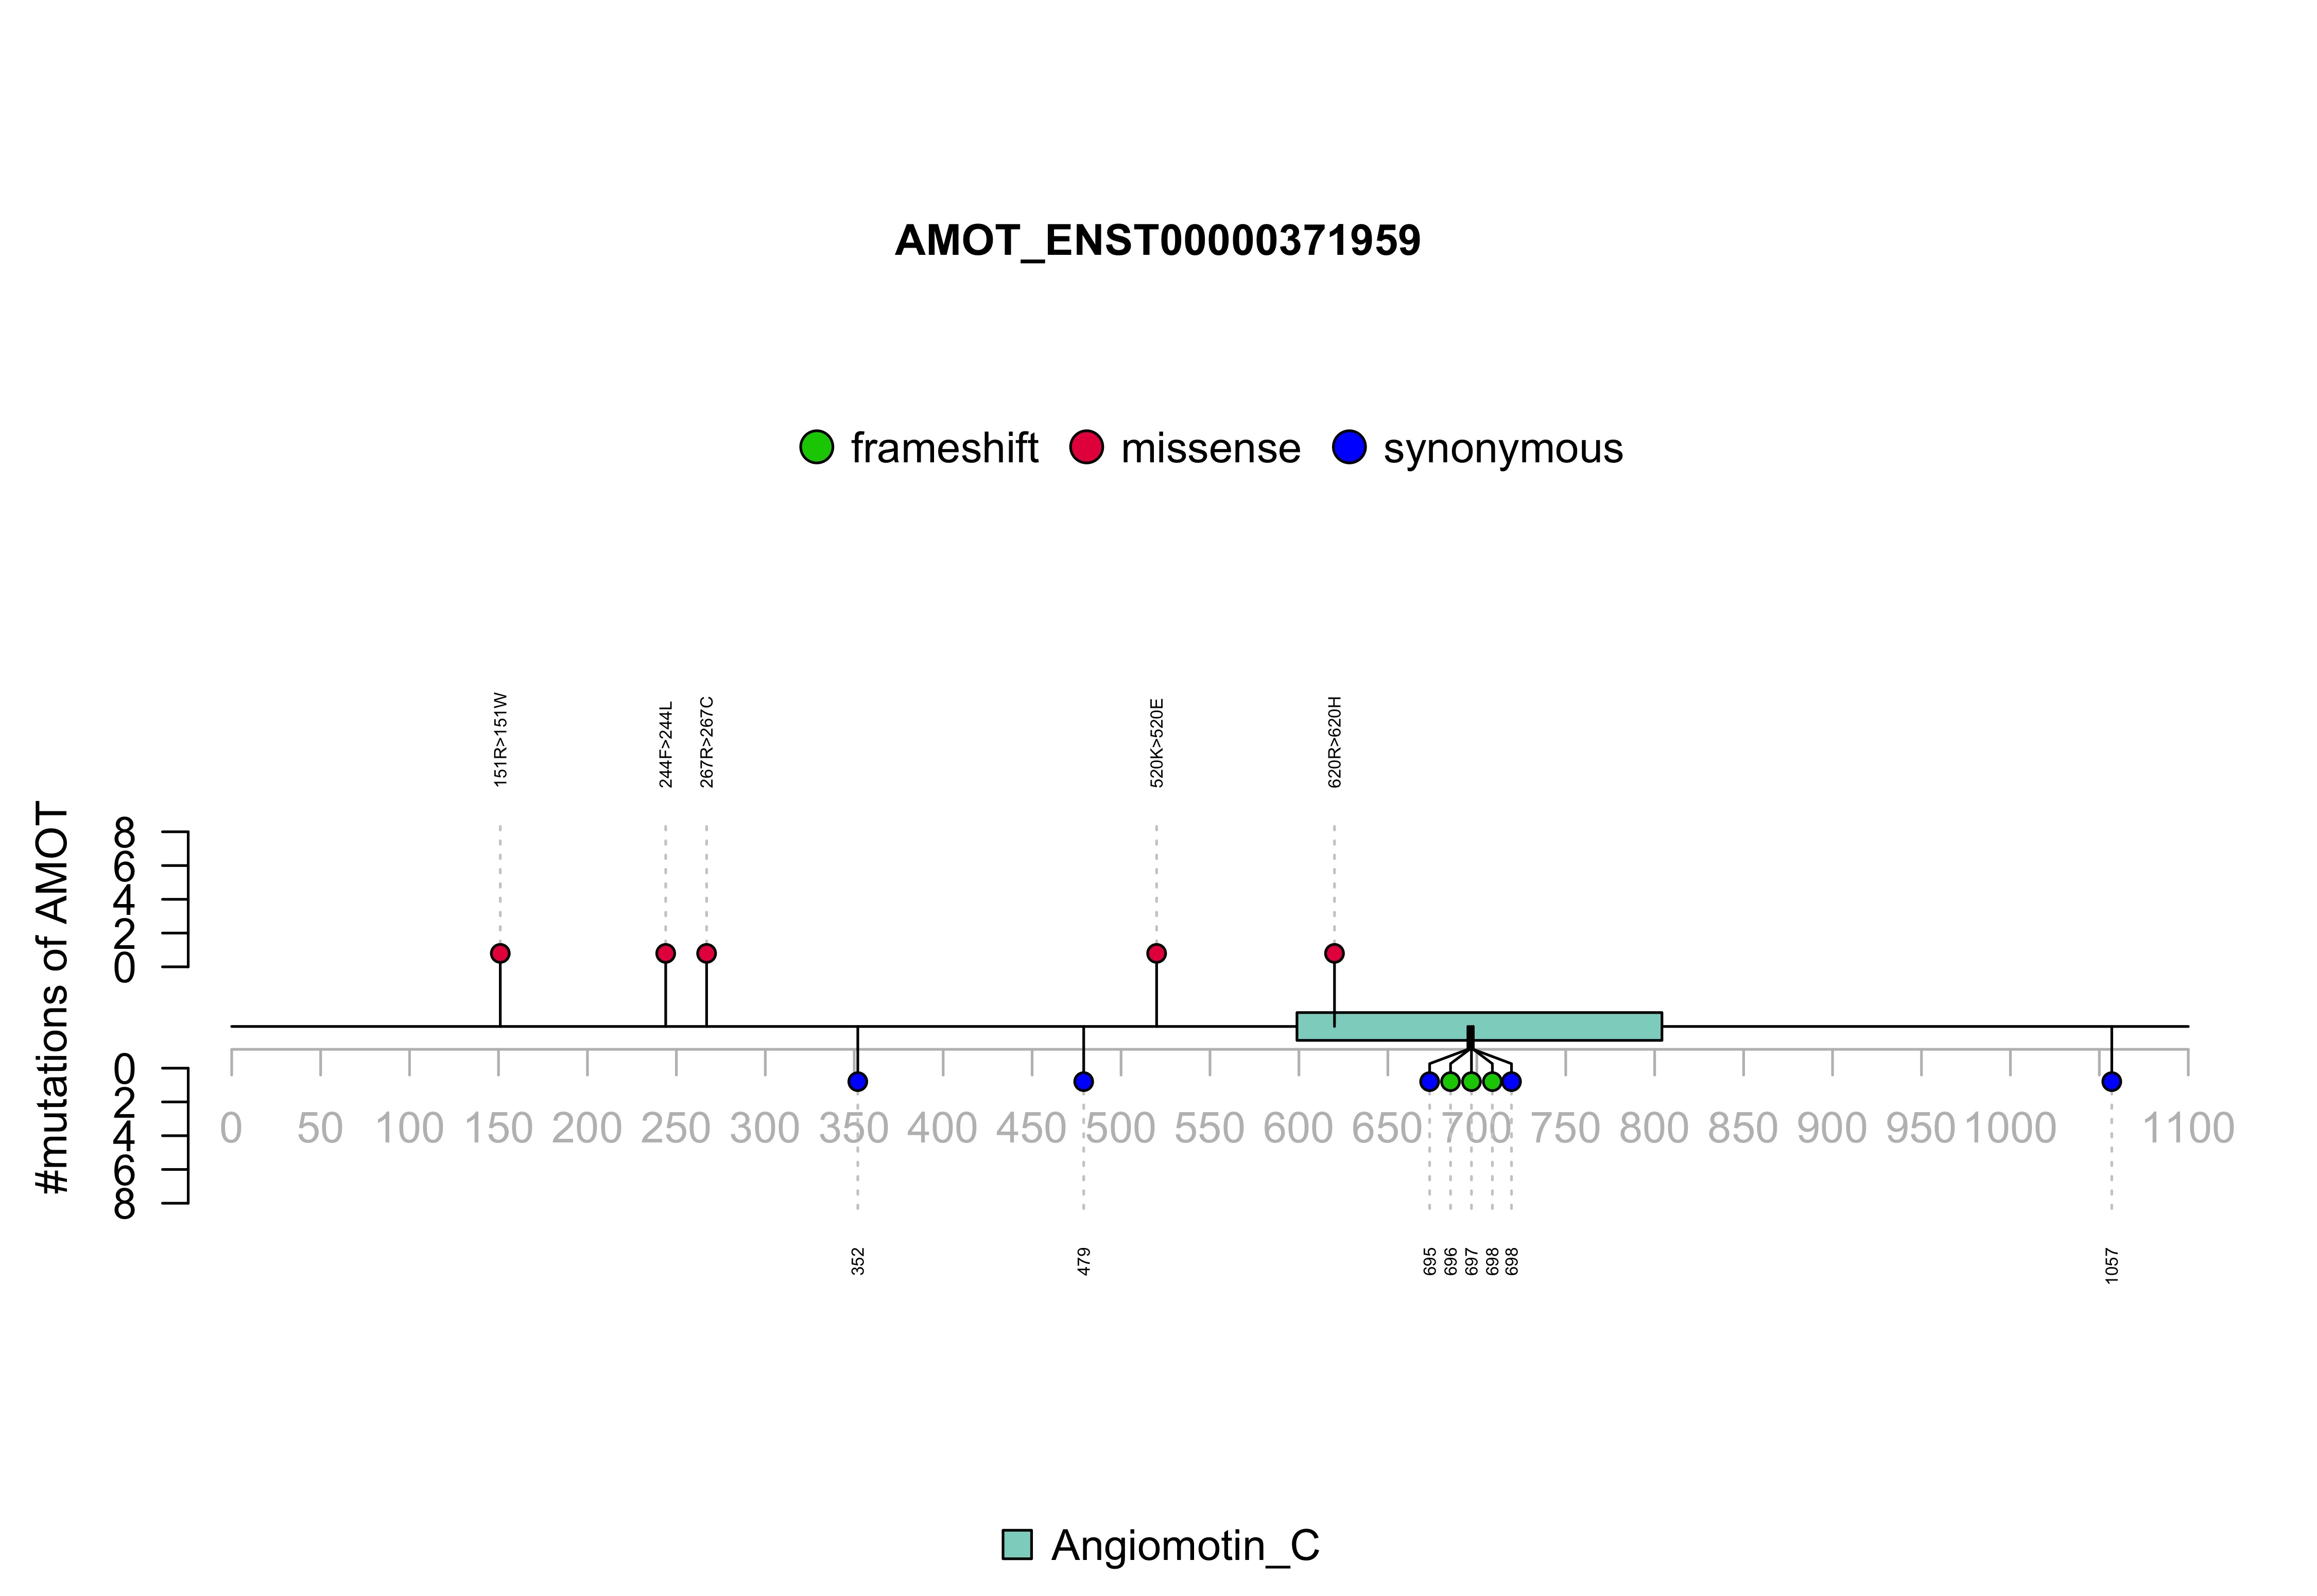 AMOT_ENST00000371959
frameshift missense synonymous
151R>151W
244F>244L
267R>267C
520K>520E
620R>620H
#mutations of AMOT
8
6
4
2
0
0
2
4
6
8
0 50 100 150 200 250 300 350 400 450 500 550 600 650 700 750 800 850 900 950 1000 1100
352
479
695
696
697
698
698
1057
Angiomotin_C